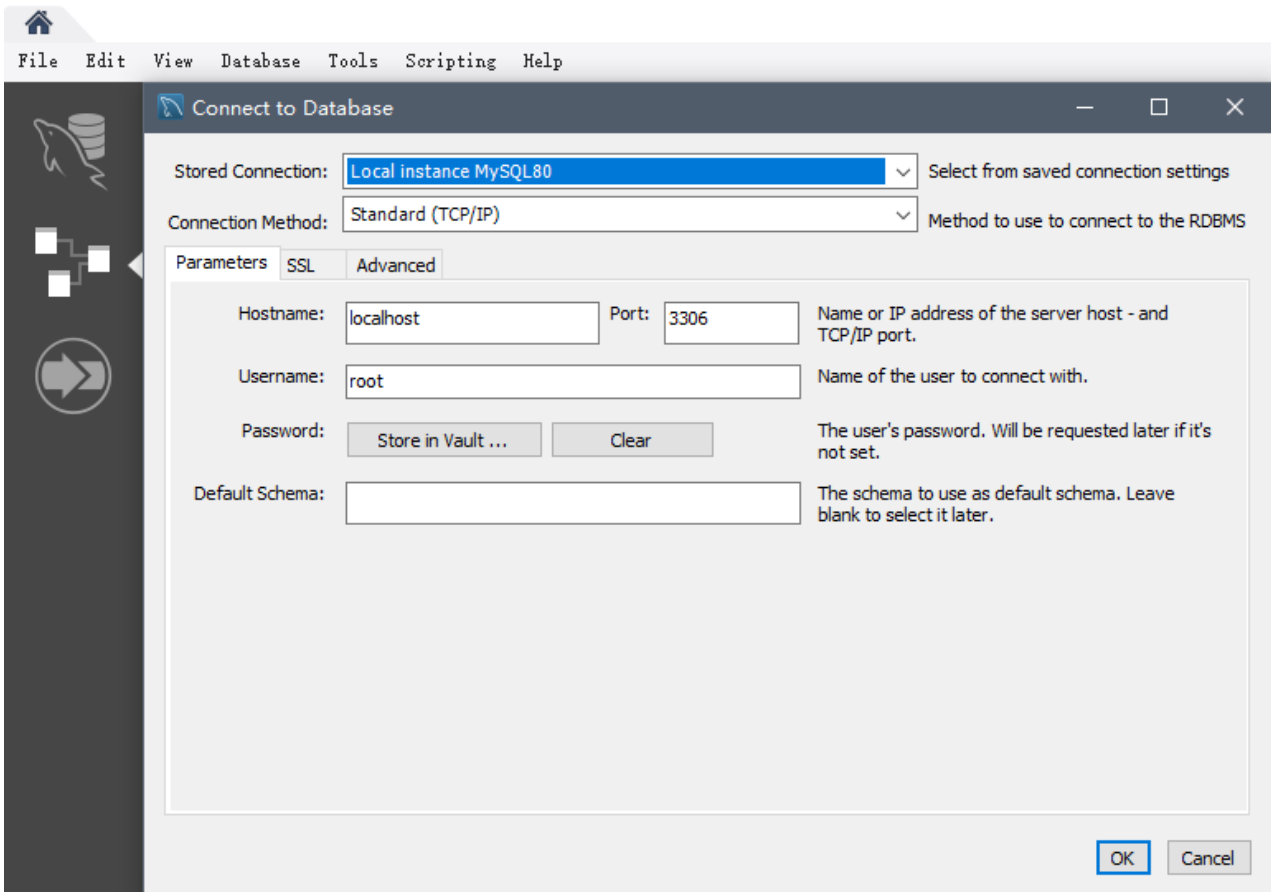 File Edit View Database Tools Scripting Help
Connect to Database
Stored Connection: Local instance MySQL80 Select from saved connection settings
Connection Method: Standard (TCP/IP) Method to use to connect to the RDBMS
Parameters SSL Advanced
Hostname: localhost Port: 3306 Name or IP address of the server host - and
TCP/IP port.
Username: root Name of the user to connect with.
Password: Store in Vault ... Clear The user's password. Will be requested later if it's
not set.
Default Schema: The schema to use as default schema. Leave
blank to select it later.
OK Cancel